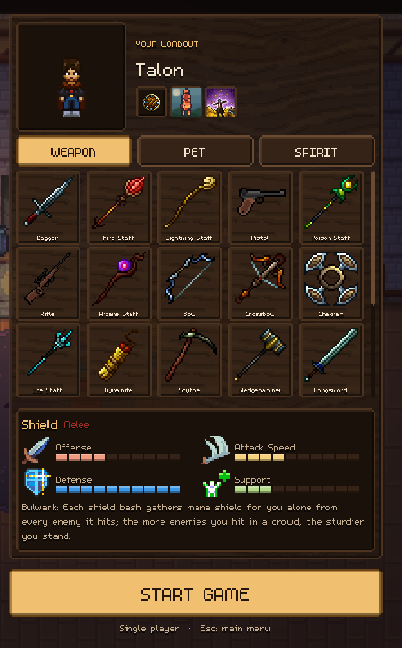 YOUR LOADOUT
Talon
WEAPON
PET
SPIRIT
Dagger
Fire Staff
Lightning Staff
Pistol
Poison Staff
Rifle
Arcane Staff
Bow
Crossbow
Chakram
Ice Staff
Dynamite
Scythe
Sledgehammer
Longsword
Shield Melee
Offense
Attack Speed
Defense
Support
Bulwark: Each shield bash gathers mana shield for you alone from
every enemy it hits; the more enemies you hit in a crowd, the sturdier
you stand.
START GAME
Single player · Esc: main menu